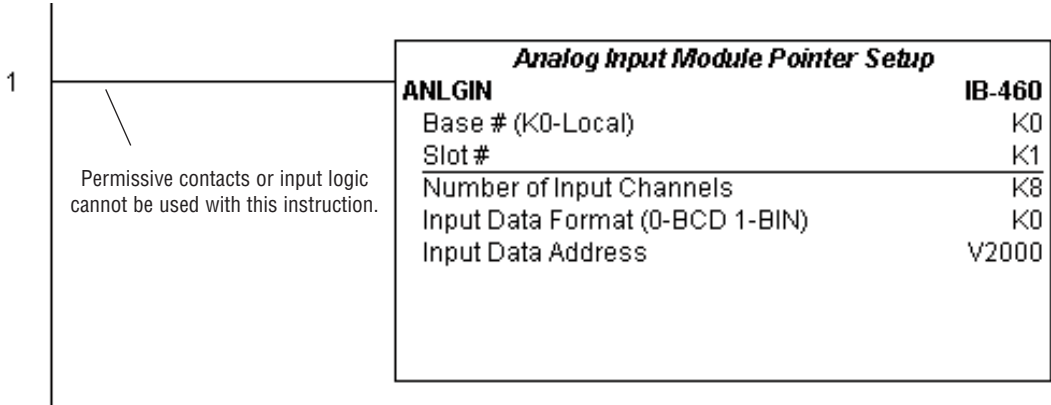 1
Analog Input Module Pointer Setup
ANLGIN IB-460
Base # (K0-Local) K0
Slot # K1
Number of Input Channels K8
Input Data Format (0-BCD 1-BIN) K0
Input Data Address V2000
Permissive contacts or input logic
cannot be used with this instruction.